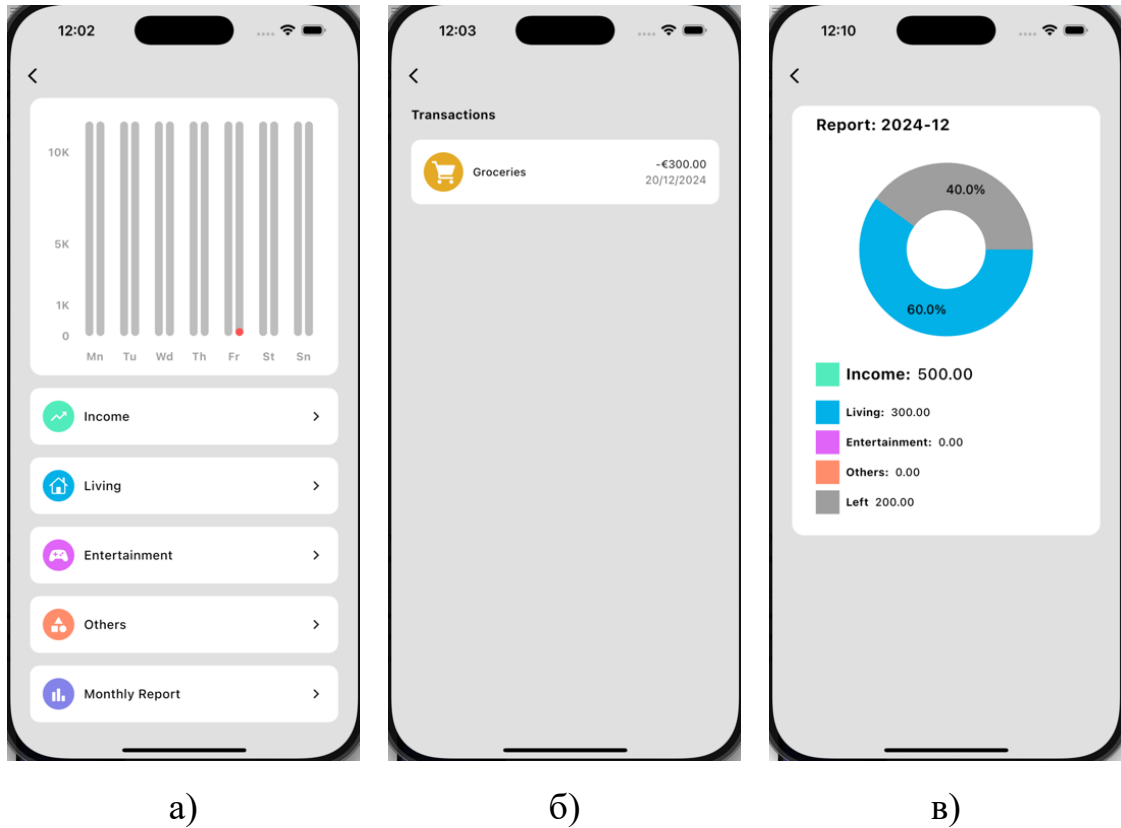 12:02
10K
5K
1K
0
Mn Tu Wd Th Fr St Sn
Income
Living
Entertainment
Others
Monthly Report
а)
12:03
Transactions
Groceries
-€300.00
20/12/2024
б)
12:10
Report: 2024-12
40.0%
60.0%
Income: 500.00
Living: 300.00
Entertainment: 0.00
Others: 0.00
Left 200.00
в)